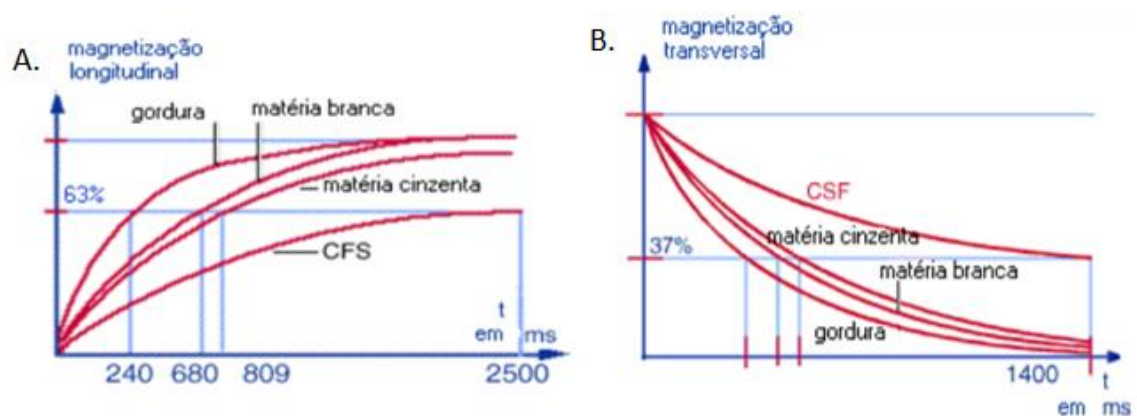 A.
magnetização
longitudinal
gordura
matéria branca
63%
matéria cinzenta
CFS
t
em ms
240 680 809 2500
B.
magnetização
transversal
CSF
37%
matéria cinzenta
matéria branca
gordura
1400 t
em ms